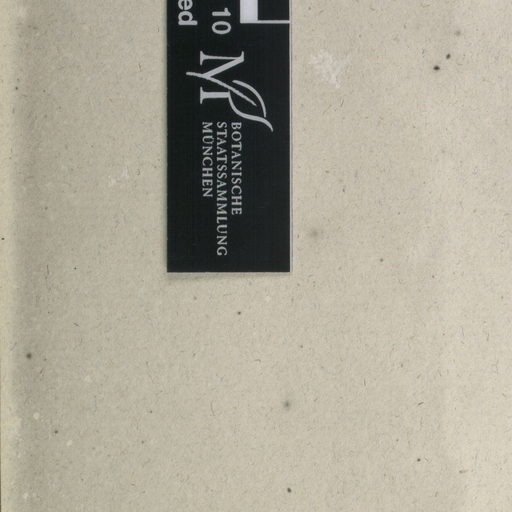 10
ed
M
BOTANISCHE
STAATSSAMMLUNG
MÜNCHEN